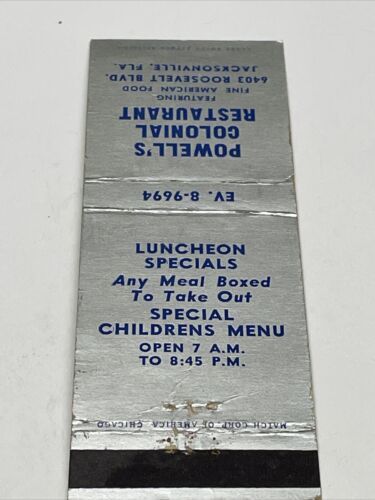 POWELL'S
COLONIAL
RESTAURANT
FEATURING
FINE AMERICAN FOOD
6403 ROOSEVELT BLVD.
JACKSONVILLE, FLA.
EV. 8-9694
LUNCHEON
SPECIALS
Any Meal Boxed
To Take Out
SPECIAL
CHILDRENS MENU
OPEN 7 A.M.
TO 8:45 P.M.
MATCH CORP. OF AMERICA, CHICAGO